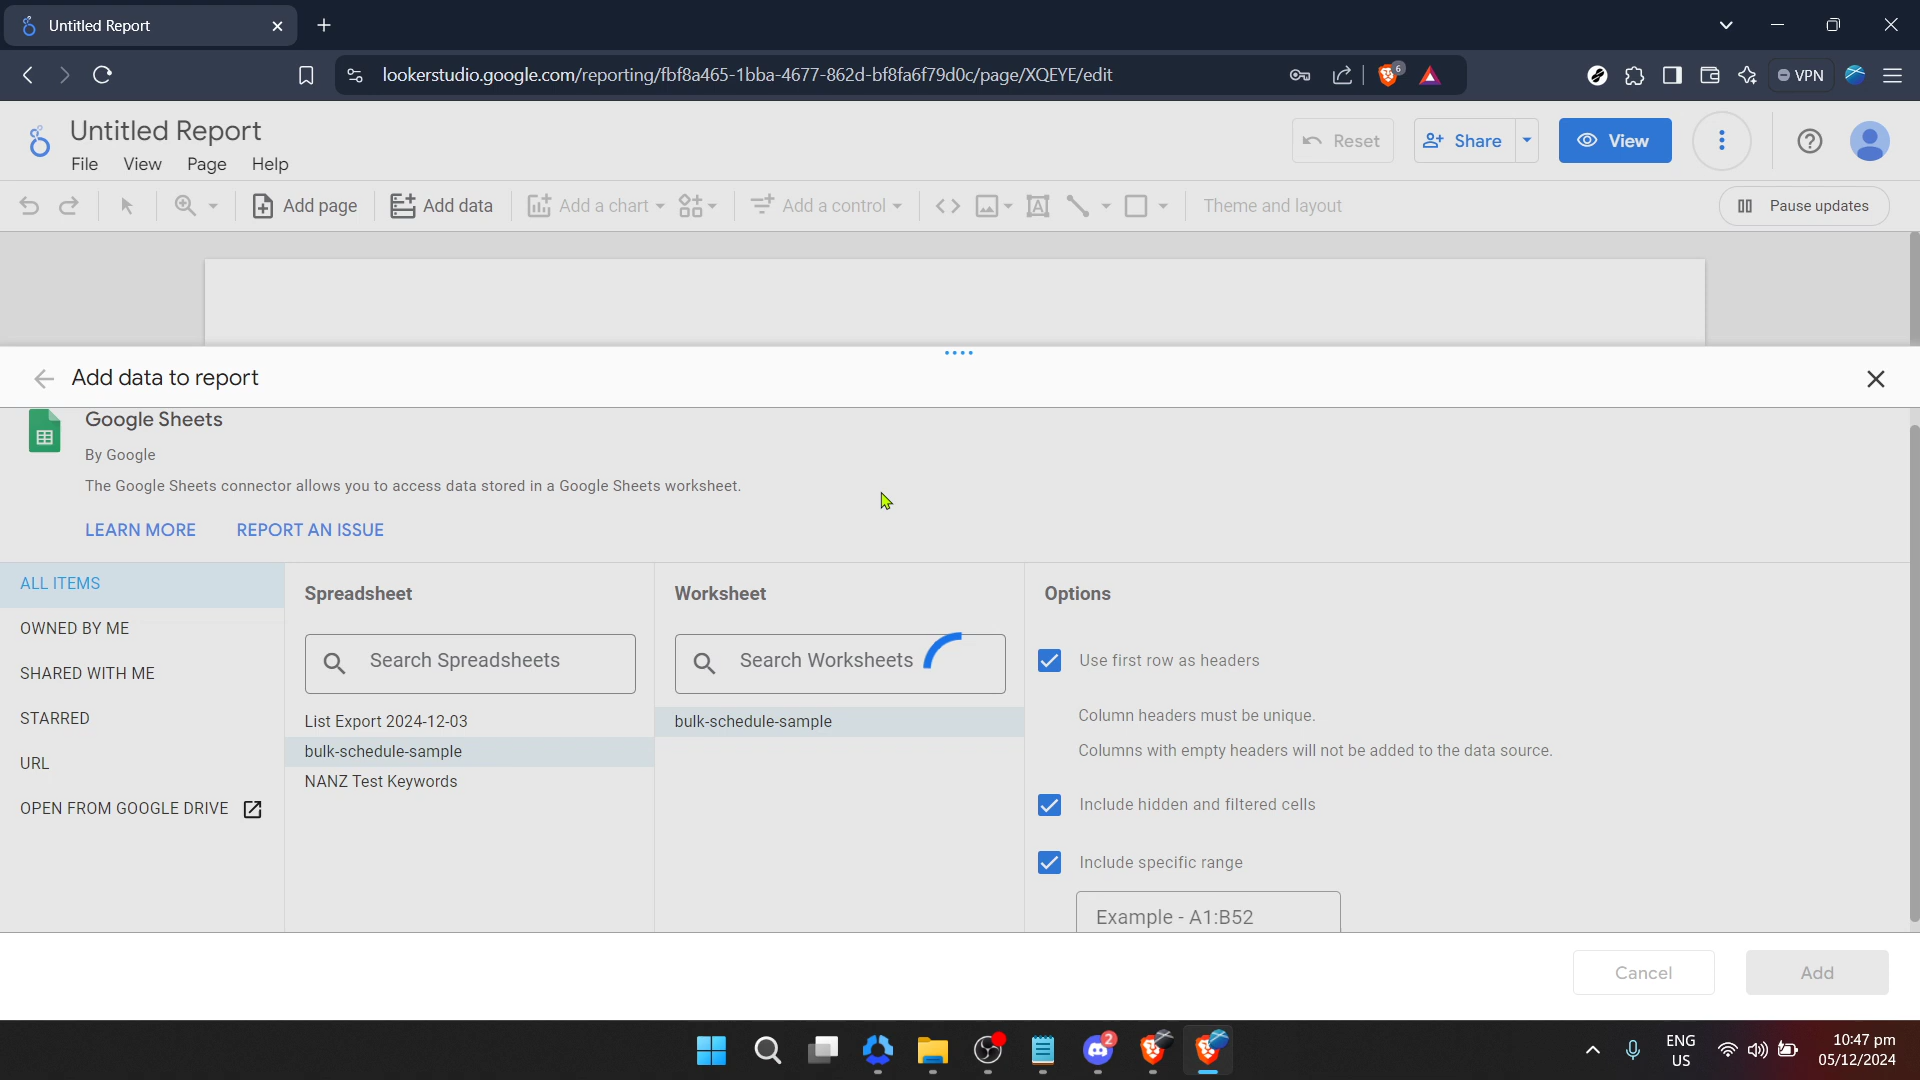 Untitled Report
lookerstudio.google.com/reporting/fbf8a465-1bba-4677-862d-bf8fa6f79d0c/page/XQEYE/edit
6
VPN
Untitled Report
File View Page Help
Reset
Share
View
Add page
Add data
Add a chart
Add a control
Theme and layout
Pause updates
Add data to report
Google Sheets
By Google
The Google Sheets connector allows you to access data stored in a Google Sheets worksheet.
LEARN MORE REPORT AN ISSUE
ALL ITEMS
OWNED BY ME
SHARED WITH ME
STARRED
URL
OPEN FROM GOOGLE DRIVE
Spreadsheet
Search Spreadsheets
List Export 2024-12-03
bulk-schedule-sample
NANZ Test Keywords
Worksheet
Search Worksheets
bulk-schedule-sample
Options
Use first row as headers
Column headers must be unique.
Columns with empty headers will not be added to the data source.
Include hidden and filtered cells
Include specific range
Example - A1:B52
Cancel
Add
2
ENG
US
10:47 pm
05/12/2024